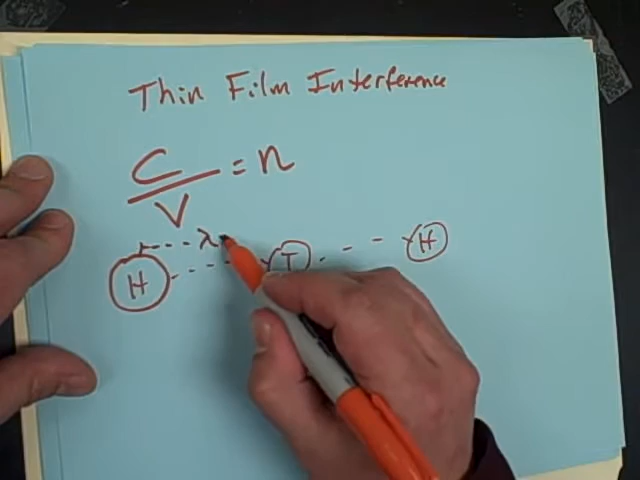 Thin Film Interference
C/V = n
λ
H T H